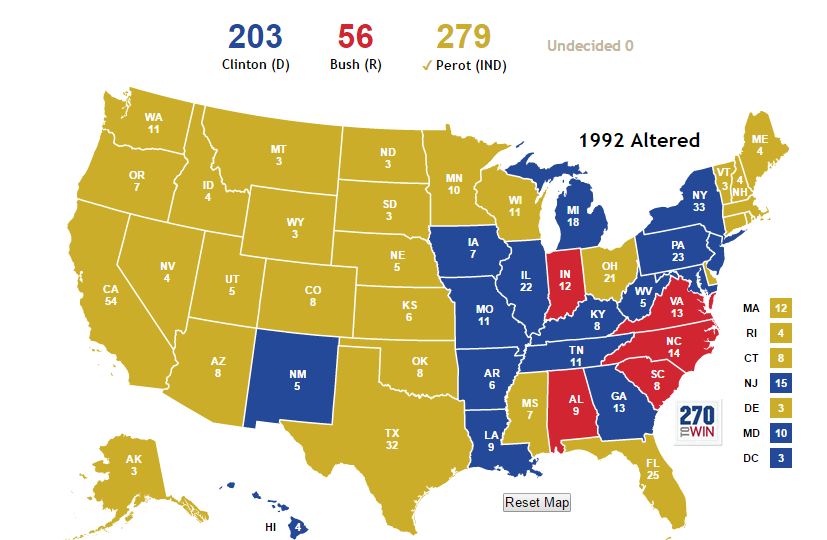 203 56 279 Undecided 0
Clinton (D) Bush (R) ✓ Perot (IND)
1992 Altered
WA
11
OR
7
CA
54
NV
4
ID
4
MT
3
WY
3
UT
5
AZ
8
CO
8
NM
5
ND
3
SD
3
NE
5
KS
6
OK
8
TX
32
MN
10
IA
7
MO
11
AR
6
LA
9
WI
11
IL
22
MI
18
IN
12
OH
21
KY
8
TN
11
MS
7
AL
9
GA
13
FL
25
SC
8
NC
14
VA
13
WV
5
PA
23
NY
33
VT
3
4
NH
ME
4
MA 12
RI 4
CT 8
NJ 15
DE 3
MD 10
DC 3
270
TO
WIN
AK
3
HI 4
Reset Map